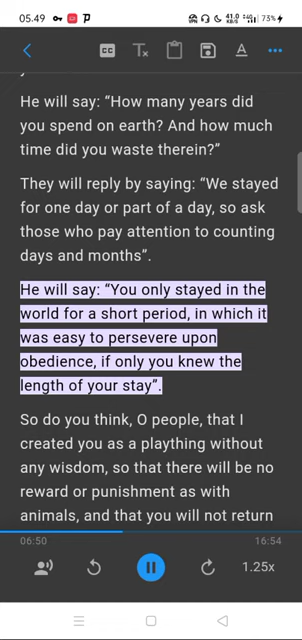 05.49
41.0 KB/S
73%
CC
He will say: “How many years did
you spend on earth? And how much
time did you waste therein?”
They will reply by saying: “We stayed
for one day or part of a day, so ask
those who pay attention to counting
days and months”.
He will say: “You only stayed in the
world for a short period, in which it
was easy to persevere upon
obedience, if only you knew the
length of your stay”.
So do you think, O people, that I
created you as a plaything without
any wisdom, so that there will be no
reward or punishment as with
animals, and that you will not return
06:50
16:54
1.25x